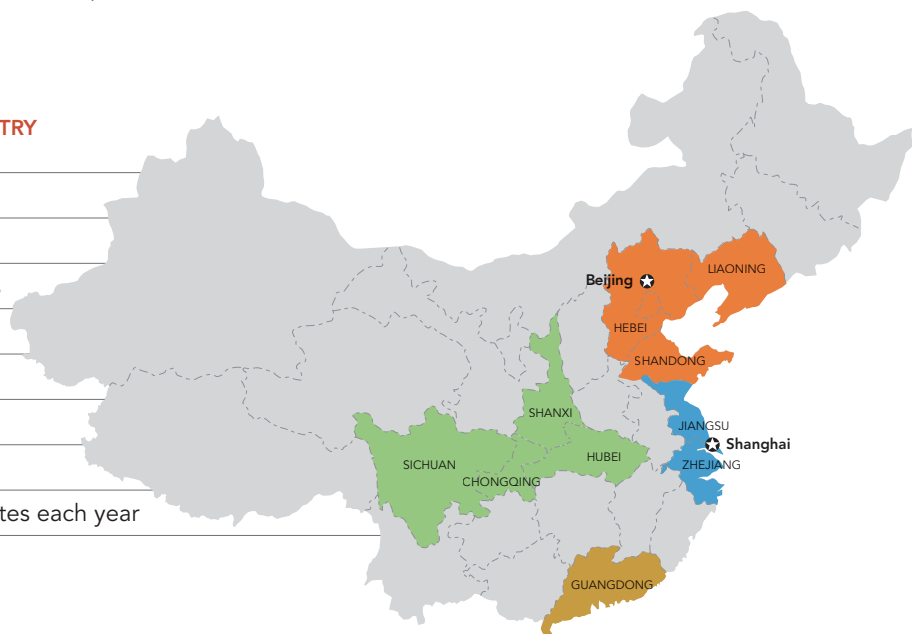 TRY
tes each year
LIAONING
Beijing
HEBEI
SHANDONG
SHANXI
JIANGSU
Shanghai
HUBEI
SICHUAN
ZHEJIANG
CHONGQING
GUANGDONG